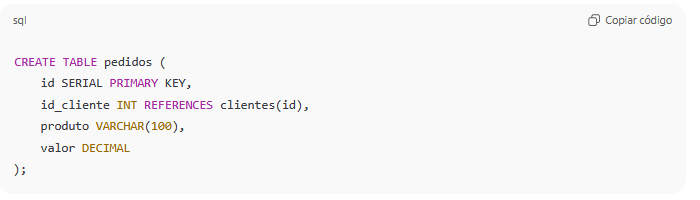 sql
Copiar código
CREATE TABLE pedidos (
    id SERIAL PRIMARY KEY,
    id_cliente INT REFERENCES clientes(id),
    produto VARCHAR(100),
    valor DECIMAL
);